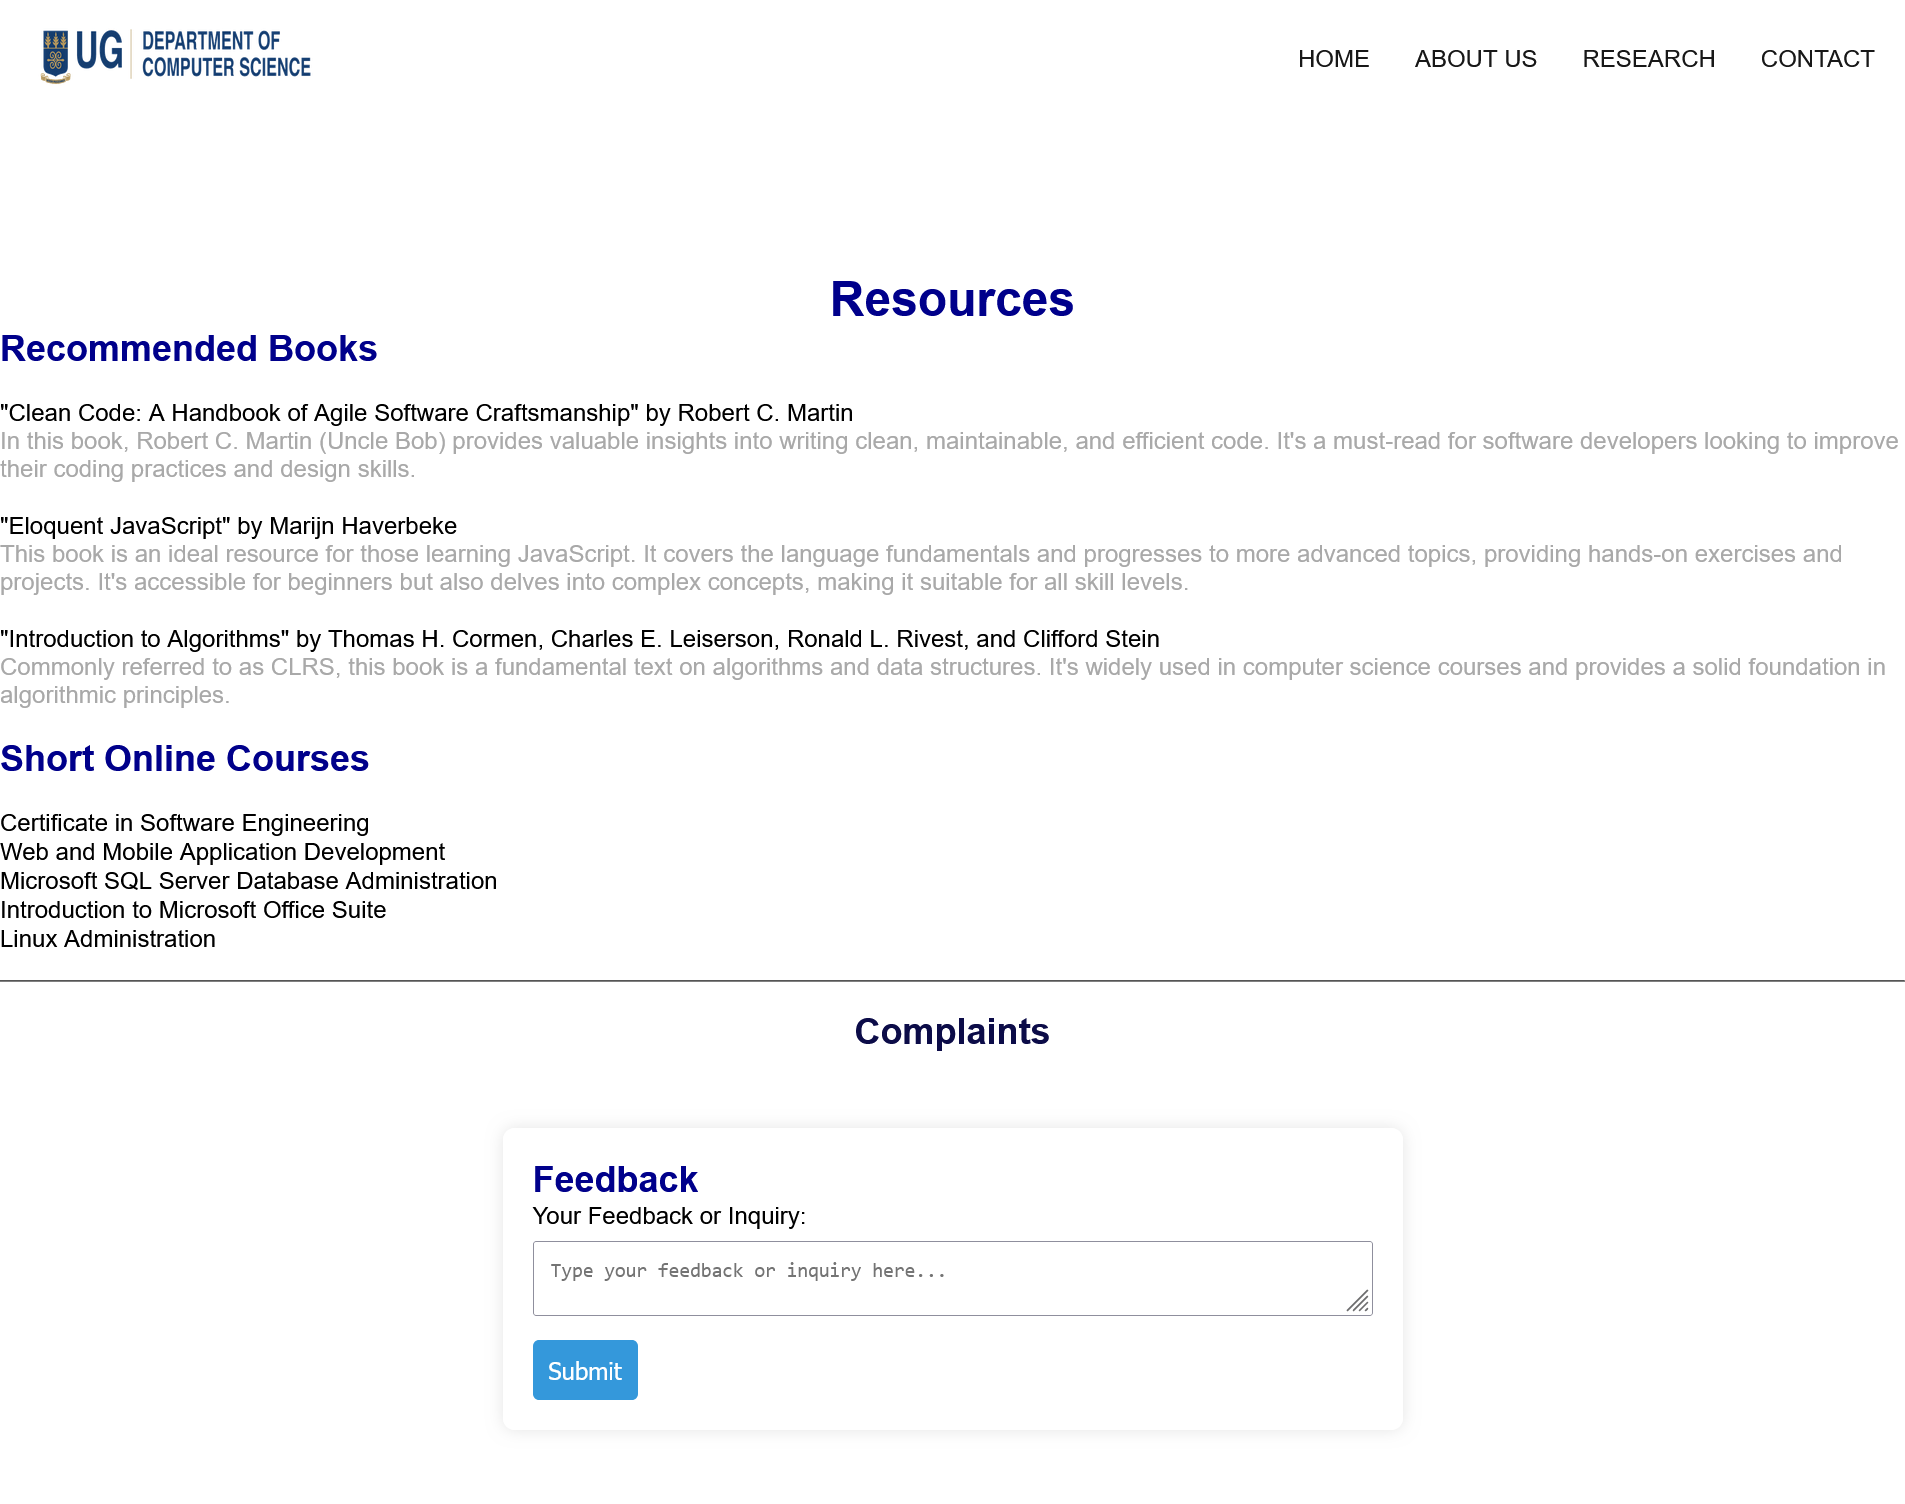 UG DEPARTMENT OF
COMPUTER SCIENCE
HOME ABOUT US RESEARCH CONTACT
Resources
Recommended Books
"Clean Code: A Handbook of Agile Software Craftsmanship" by Robert C. Martin
In this book, Robert C. Martin (Uncle Bob) provides valuable insights into writing clean, maintainable, and efficient code. It's a must-read for software developers looking to improve
their coding practices and design skills.
"Eloquent JavaScript" by Marijn Haverbeke
This book is an ideal resource for those learning JavaScript. It covers the language fundamentals and progresses to more advanced topics, providing hands-on exercises and
projects. It's accessible for beginners but also delves into complex concepts, making it suitable for all skill levels.
"Introduction to Algorithms" by Thomas H. Cormen, Charles E. Leiserson, Ronald L. Rivest, and Clifford Stein
Commonly referred to as CLRS, this book is a fundamental text on algorithms and data structures. It's widely used in computer science courses and provides a solid foundation in
algorithmic principles.
Short Online Courses
Certificate in Software Engineering
Web and Mobile Application Development
Microsoft SQL Server Database Administration
Introduction to Microsoft Office Suite
Linux Administration
Complaints
Feedback
Your Feedback or Inquiry:
Type your feedback or inquiry here...
Submit